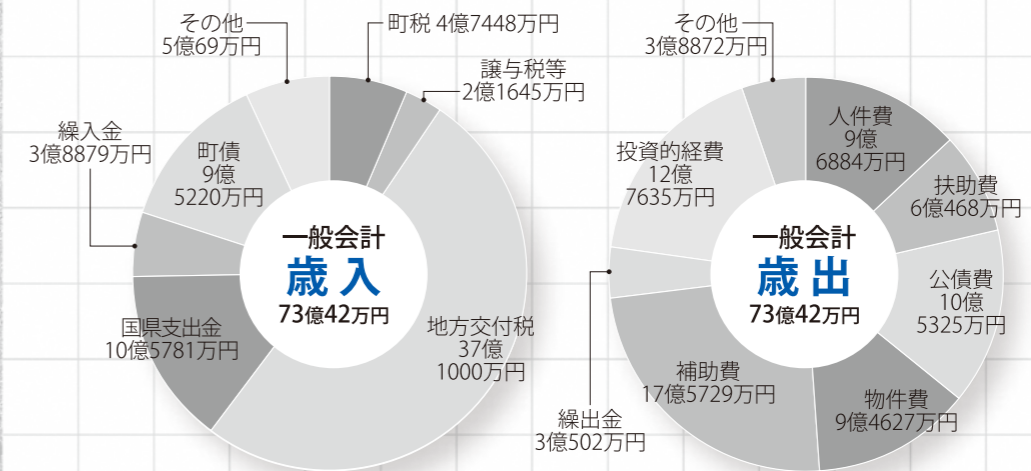 その他
5億69万円
町税 4億7448万円
譲与税等
2億1645万円
繰入金
3億8879万円
町債
9億
5220万円
一般会計
歳入
73億42万円
国県支出金
10億5781万円
地方交付税
37億
1000万円
その他
3億8872万円
人件費
9億
6884万円
投資的経費
12億
7635万円
扶助費
6億468万円
一般会計
歳出
73億42万円
公債費
10億
5325万円
補助費
17億5729万円
物件費
9億4627万円
繰出金
3億502万円